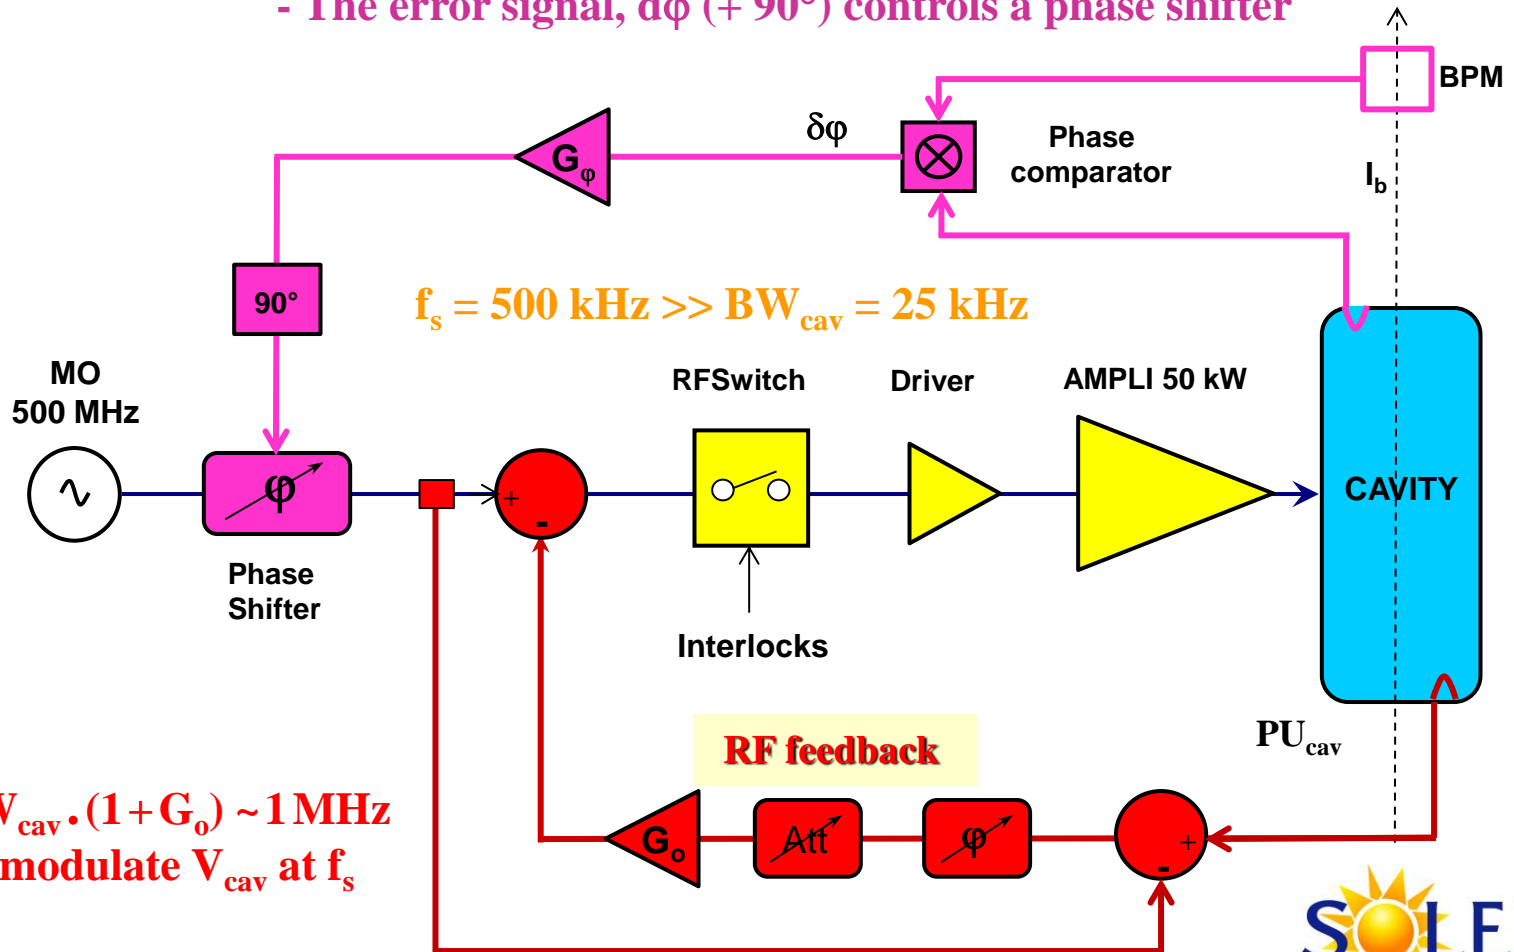 - The error signal, dφ (+ 90°) controls a phase shifter
BPM
δφ
Phase
comparator
Gφ
Ib
90°
fs = 500 kHz >> BWcav = 25 kHz
MO
500 MHz
RFSwitch
Driver
AMPLI 50 kW
φ
+
-
CAVITY
Phase
Shifter
Interlocks
PUcav
RF feedback
Wcav . (1+Go) ~ 1 MHz
modulate Vcav at fs
Go
Att
φ
+
-